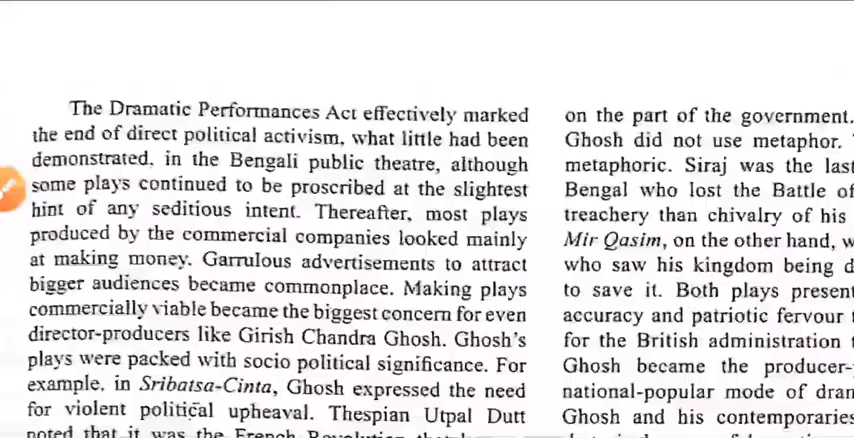 The Dramatic Performances Act effectively marked
the end of direct political activism, what little had been
demonstrated, in the Bengali public theatre, although
some plays continued to be proscribed at the slightest
hint of any seditious intent. Thereafter, most plays
produced by the commercial companies looked mainly
at making money. Garrulous advertisements to attract
bigger audiences became commonplace. Making plays
commercially viable became the biggest concern for even
director-producers like Girish Chandra Ghosh. Ghosh's
plays were packed with socio political significance. For
example, in Sribatsa-Cinta, Ghosh expressed the need
for violent political upheaval. Thespian Utpal Dutt
noted that it was the French Revolution
on the part of the government.
Ghosh did not use metaphor.
metaphoric. Siraj was the last
Bengal who lost the Battle of
treachery than chivalry of his
Mir Qasim, on the other hand,
who saw his kingdom being
to save it. Both plays present
accuracy and patriotic fervour
for the British administration
Ghosh became the producer-
national-popular mode of
Ghosh and his contemporaries